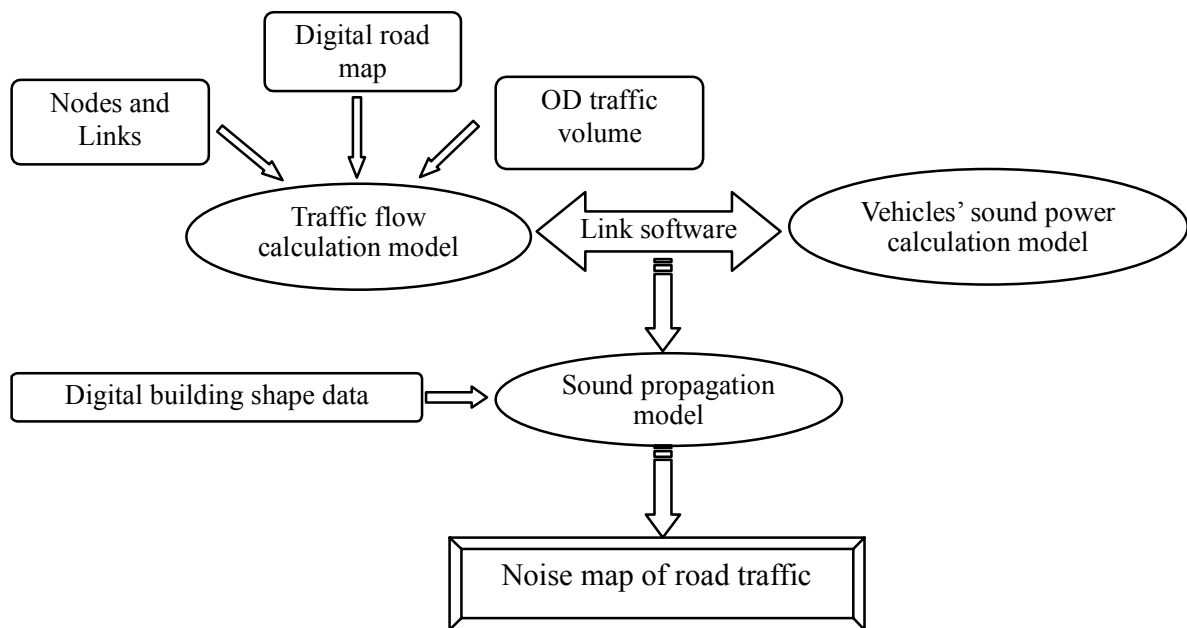 Digital road
map
Nodes and
Links
OD traffic
volume
Traffic flow
calculation model
Link software
Vehicles’ sound power
calculation model
Digital building shape data
Sound propagation
model
Noise map of road traffic